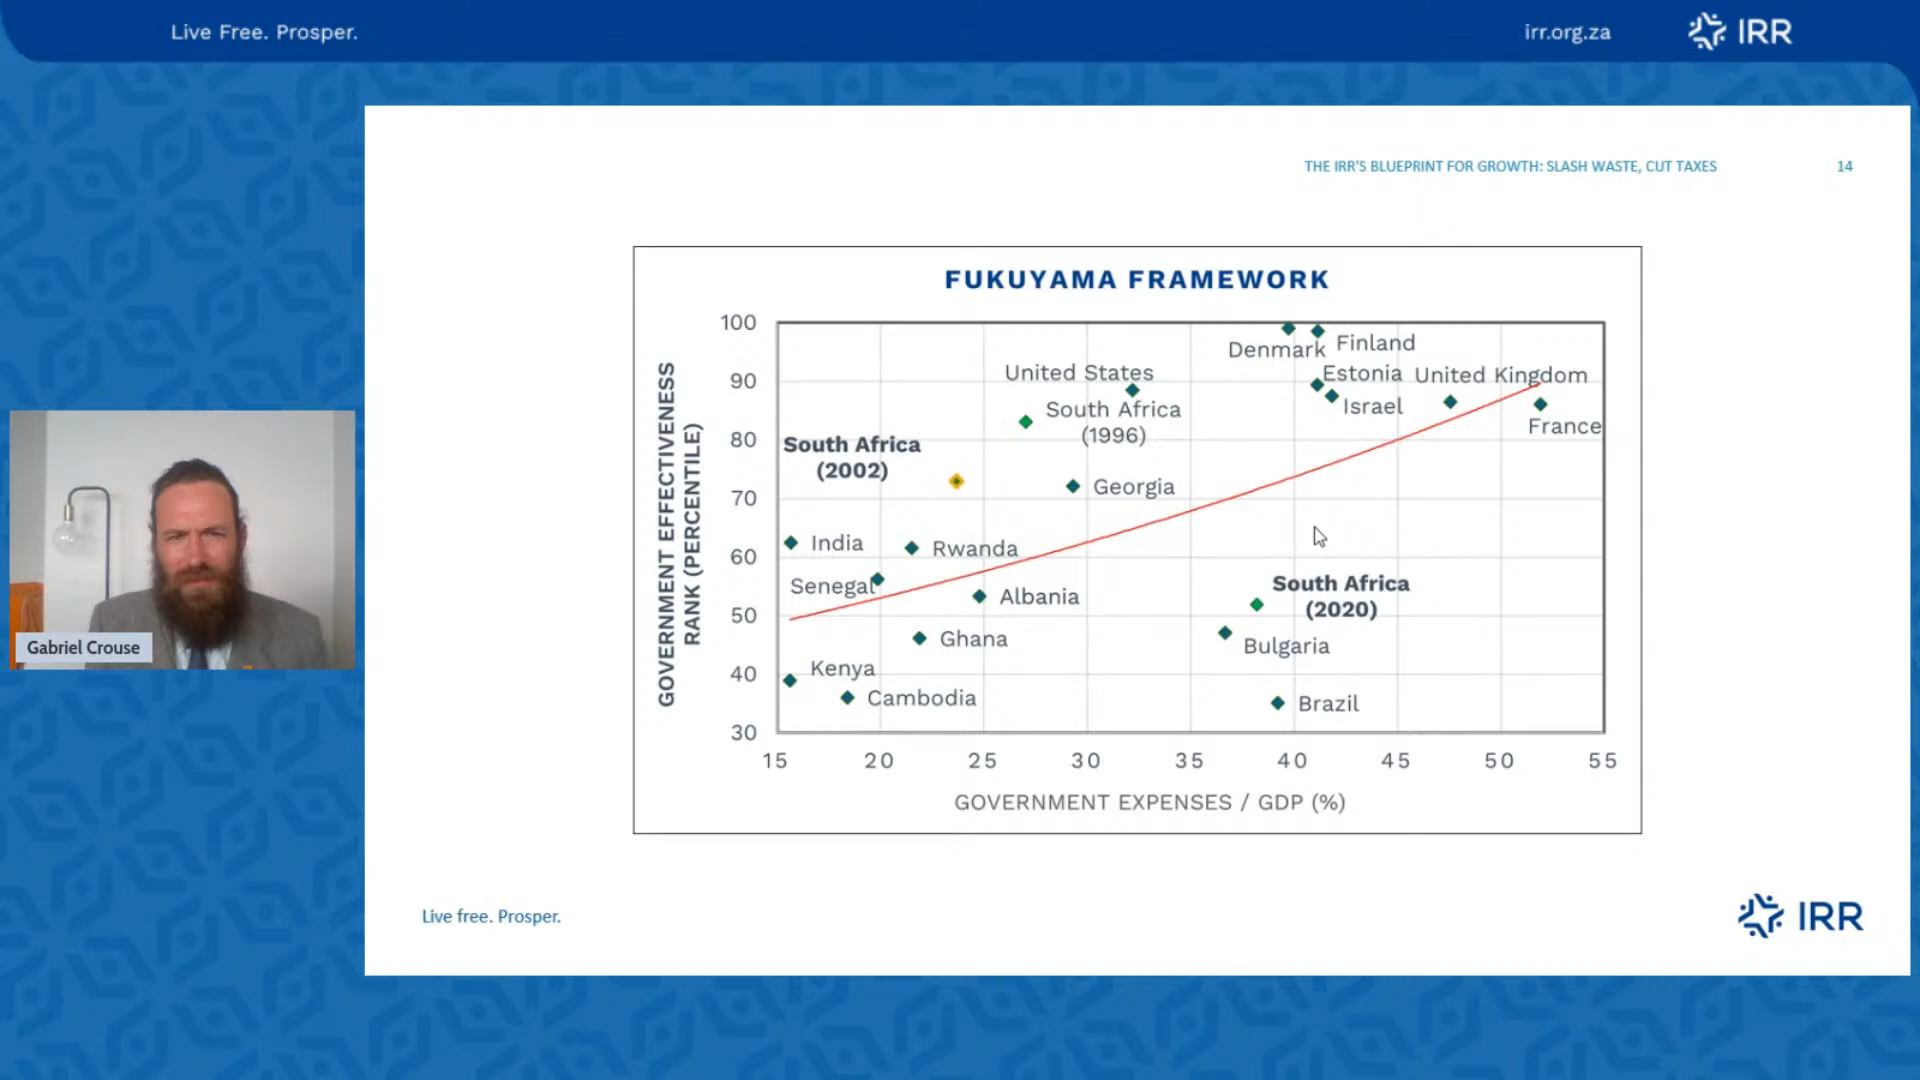 Live Free. Prosper.
irr.org.za
IRR
THE IRR'S BLUEPRINT FOR GROWTH: SLASH WASTE, CUT TAXES
14
FUKUYAMA FRAMEWORK
GOVERNMENT EFFECTIVENESS
RANK (PERCENTILE)
100
90
80
70
60
50
40
30
Denmark
Finland
United States
Estonia
United Kingdom
Israel
South Africa
(1996)
France
South Africa
(2002)
Georgia
India
Rwanda
Senegal
Albania
South Africa
(2020)
Ghana
Bulgaria
Kenya
Cambodia
Brazil
15
20
25
30
35
40
45
50
55
GOVERNMENT EXPENSES / GDP (%)
Gabriel Crouse
Live free. Prosper.
IRR